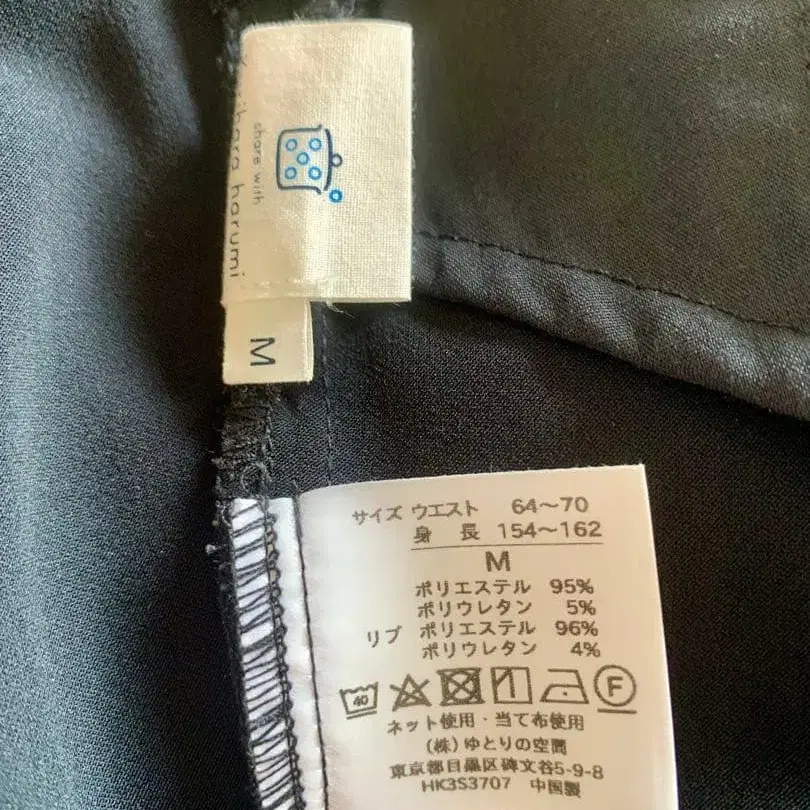 share with
kurihara harumi
M
サイズ ウエスト 64〜70
身 長 154〜162
M
ポリエステル 95%
ポリウレタン 5%
リブ ポリエステル 96%
ポリウレタン 4%
40
F
ネット使用・当て布使用
(株)ゆとりの空間
東京都目黒区碑文谷5-9-8
HK3S3707 中国製